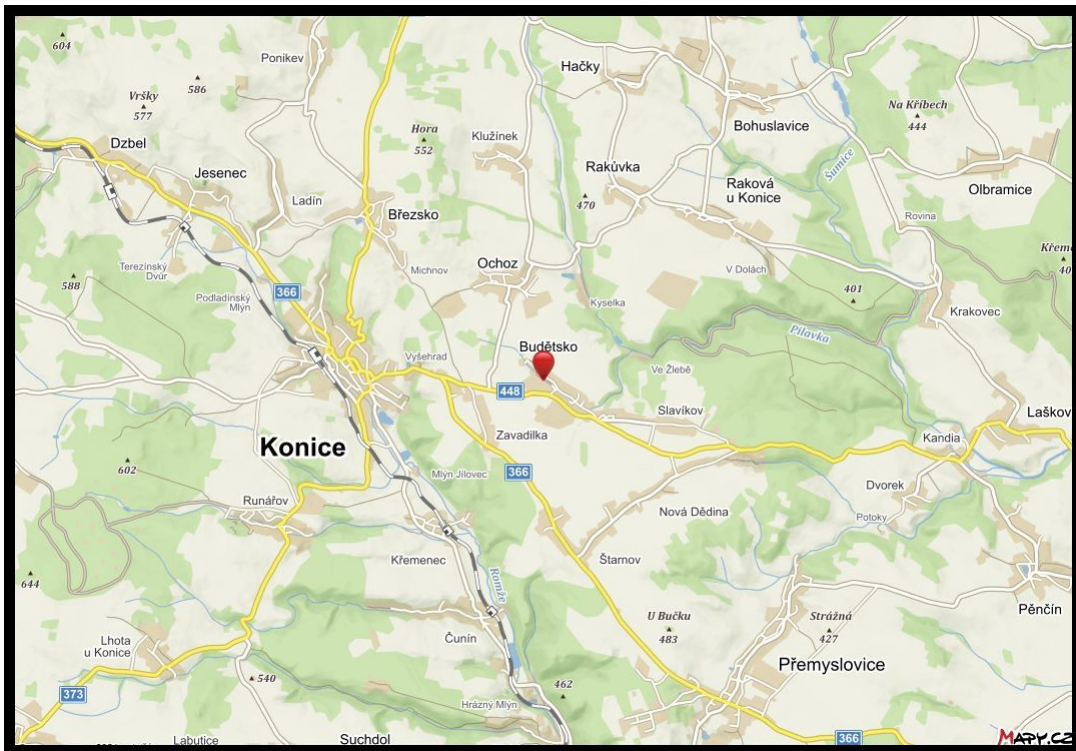 604
Ponikev
Hačky
Vršky
577
586
Na Kříbech
444
Dzbel
Hora
552
Klužínek
Bohuslavice
Jesenec
Rakůvka
Šumice
Olbramice
Ladín
Březsko
470
Raková
u Konice
Rovina
Terezínský
Dvůr
Michnov
Ochoz
V Dolách
588
Podladínský
Mlýn
366
Kyselka
401
Krakovec
Pilavka
Vyšehrad
Budětsko
Ve Žlebě
448
Slavíkov
Laškov
Konice
Zavadilka
Kandia
602
Mlýn Jilovec
366
Dvorek
Runářov
Nová Dědina
Potoky
Křemenec
Štarnov
644
Romže
Pěnčín
U Bučku
483
Strážná
427
Lhota
u Konice
Čunín
Přemyslovice
540
462
373
Hrázný Mlýn
Labutice
Suchdol
366
MAPY.CZ